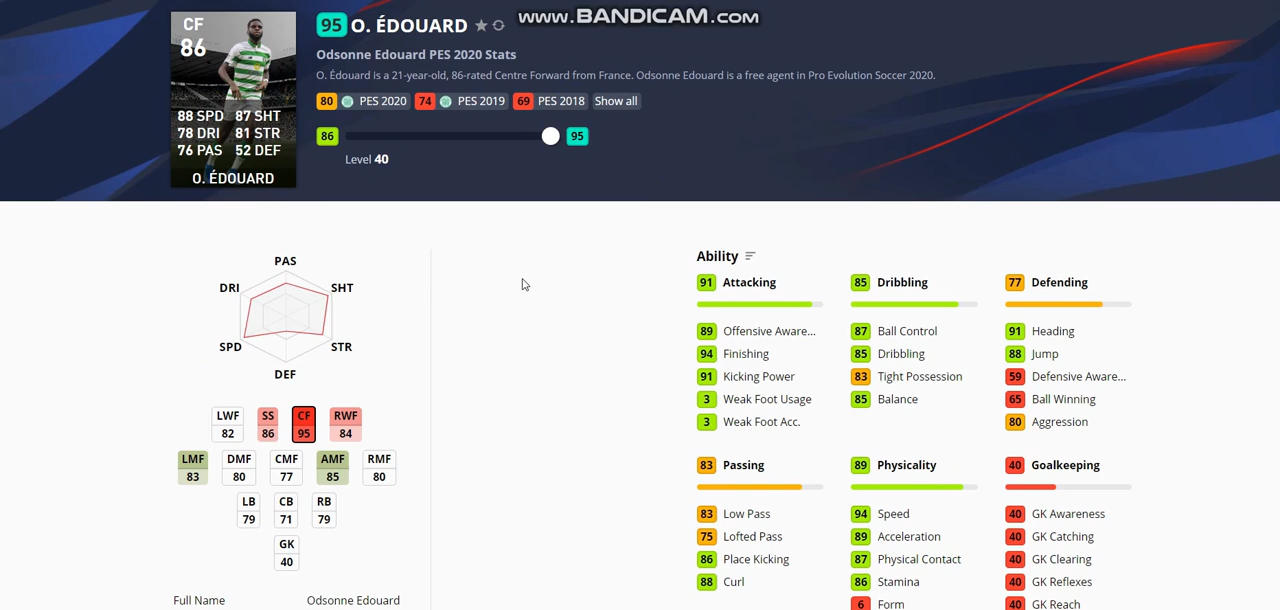 www.BANDICAM.com
CF
86
88 SPD 87 SHT
78 DRI 81 STR
76 PAS 52 DEF
O. ÉDOUARD
95 O. ÉDOUARD
Odsonne Edouard PES 2020 Stats
O. Édouard is a 21-year-old, 86-rated Centre Forward from France. Odsonne Edouard is a free agent in Pro Evolution Soccer 2020.
80 PES 2020 74 PES 2019 69 PES 2018 Show all
86 95
Level 40
PAS
DRI SHT
SPD STR
DEF
LWF SS CF RWF
82 86 95 84
LMF DMF CMF AMF RMF
83 80 77 85 80
LB CB RB
79 71 79
GK
40
Full Name Odsonne Edouard
Ability
91 Attacking
89 Offensive Aware...
94 Finishing
91 Kicking Power
3 Weak Foot Usage
3 Weak Foot Acc.
85 Dribbling
87 Ball Control
85 Dribbling
83 Tight Possession
85 Balance
77 Defending
91 Heading
88 Jump
59 Defensive Aware...
65 Ball Winning
80 Aggression
83 Passing
83 Low Pass
75 Lofted Pass
86 Place Kicking
88 Curl
89 Physicality
94 Speed
89 Acceleration
87 Physical Contact
86 Stamina
6 Form
40 Goalkeeping
40 GK Awareness
40 GK Catching
40 GK Clearing
40 GK Reflexes
40 GK Reach